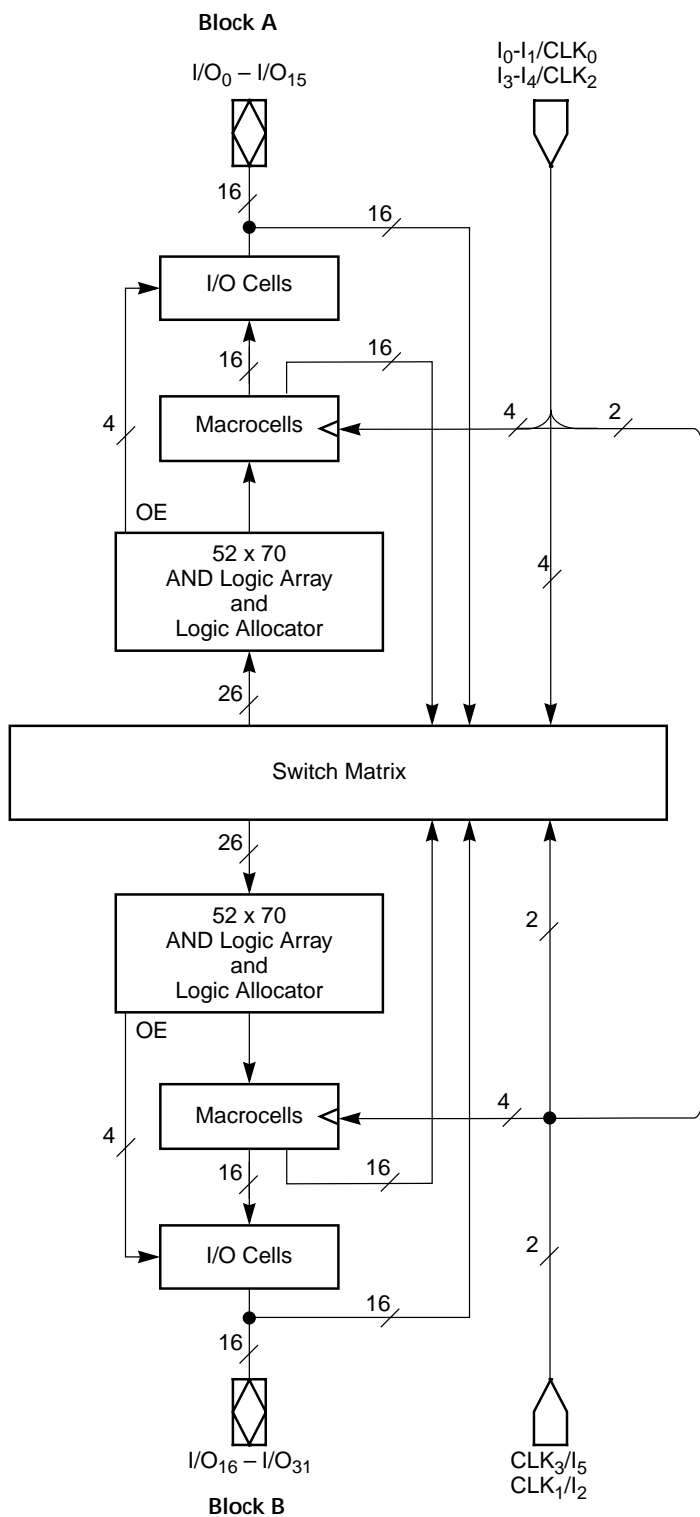 Block A
I/O₀ – I/O₁₅
I₀-I₁/CLK₀
I₃-I₄/CLK₂
16
16
I/O Cells
16
16
4
Macrocells
4
2
OE
52 x 70
AND Logic Array
and
Logic Allocator
4
26
Switch Matrix
26
52 x 70
AND Logic Array
and
Logic Allocator
2
OE
Macrocells
4
4
16
16
I/O Cells
2
16
16
I/O₁₆ – I/O₃₁
Block B
CLK₃/I₅
CLK₁/I₂